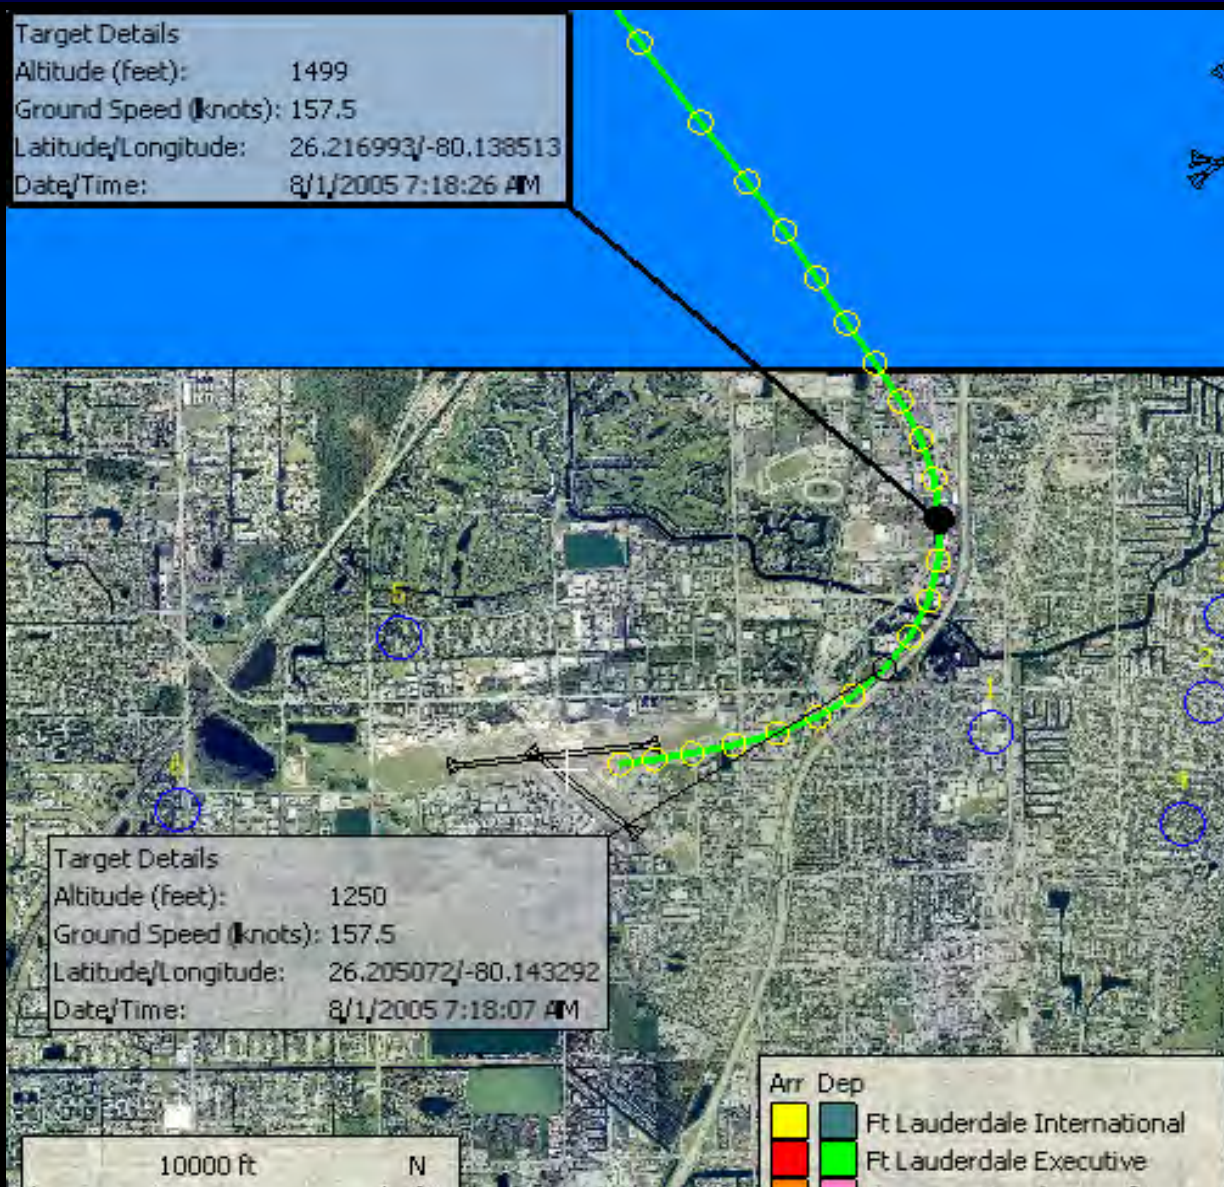 Target Details
Altitude (feet): 1499
Ground Speed (knots): 157.5
Latitude/Longitude: 26.216993/-80.138513
Date/Time: 8/1/2005 7:18:26 AM
5
2
1
Target Details
Altitude (feet): 1250
Ground Speed (knots): 157.5
Latitude/Longitude: 26.205072/-80.143292
Date/Time: 8/1/2005 7:18:07 AM
Arr Dep
Ft Lauderdale International
Ft Lauderdale Executive
10000 ft N